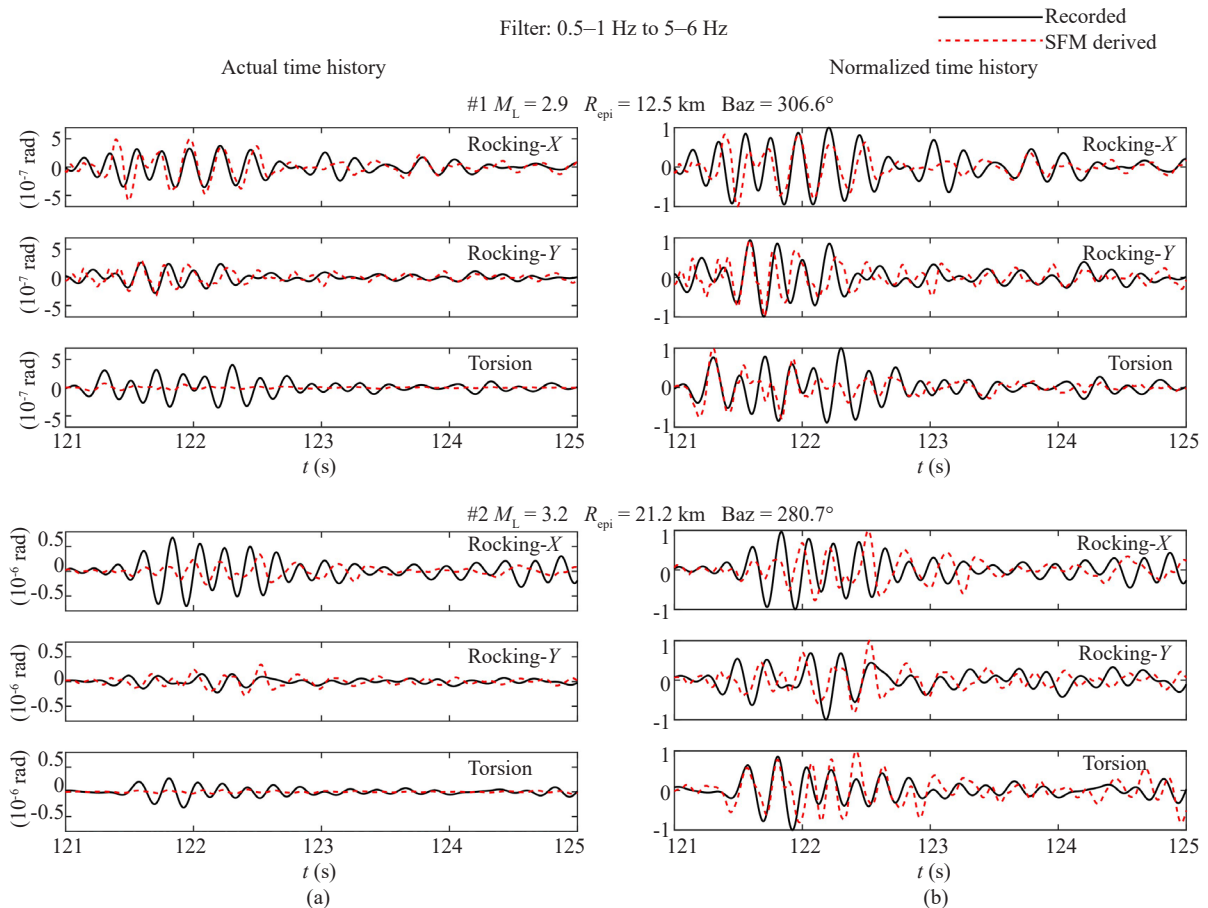 Filter: 0.5–1 Hz to 5–6 Hz
Recorded
SFM derived
Actual time history
Normalized time history
#1 M_L = 2.9 R_epi = 12.5 km Baz = 306.6°
(10⁻⁷ rad)
5
0
-5
Rocking-X
1
0
-1
Rocking-X
(10⁻⁷ rad)
5
0
-5
Rocking-Y
1
0
-1
Rocking-Y
(10⁻⁷ rad)
5
0
-5
Torsion
1
0
-1
Torsion
121 122 123 124 125
121 122 123 124 125
t (s)
t (s)
#2 M_L = 3.2 R_epi = 21.2 km Baz = 280.7°
(10⁻⁶ rad)
0.5
0
-0.5
Rocking-X
1
0
-1
Rocking-X
(10⁻⁶ rad)
0.5
0
-0.5
Rocking-Y
1
0
-1
Rocking-Y
(10⁻⁶ rad)
0.5
0
-0.5
Torsion
1
0
-1
Torsion
121 122 123 124 125
121 122 123 124 125
t (s)
t (s)
(a)
(b)